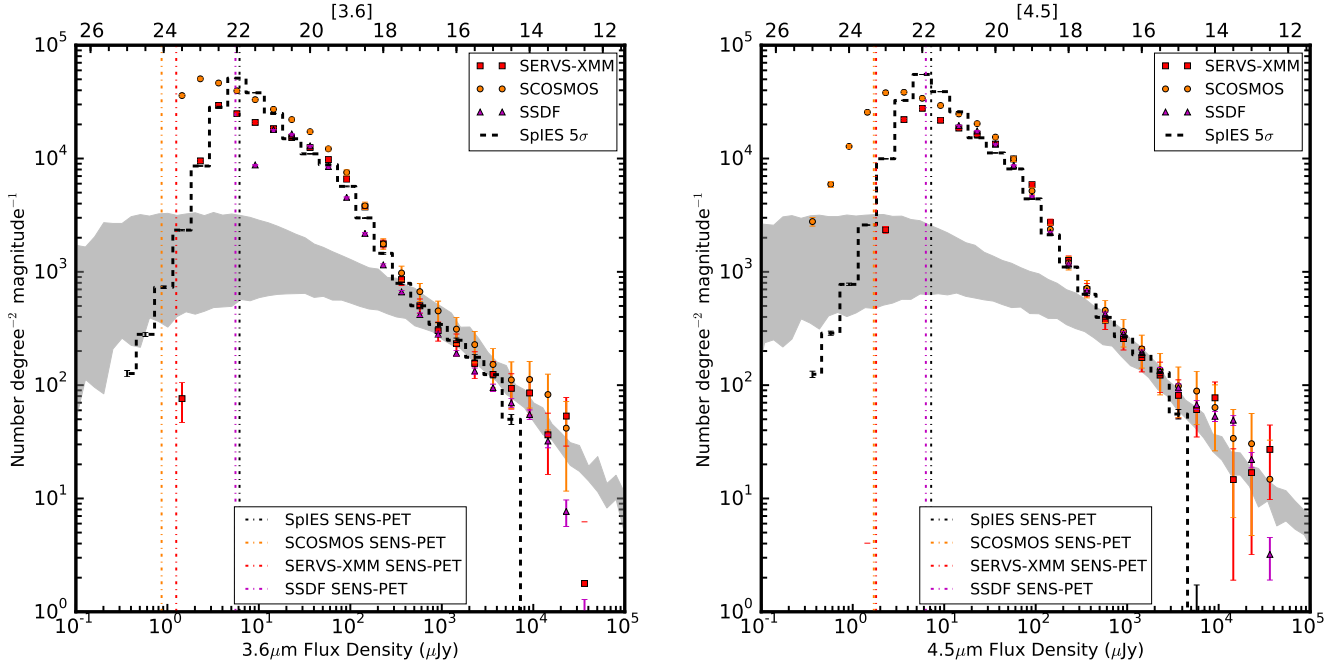 [3.6]
26 24 22 20 18 16 14 12
10^5
10^4
10^3
10^2
10^1
10^0
Number degree^−2 magnitude^−1
SERVS-XMM
SCOSMOS
SSDF
SpIES 5σ
SpIES SENS-PET
SCOSMOS SENS-PET
SERVS-XMM SENS-PET
SSDF SENS-PET
10^-1 10^0 10^1 10^2 10^3 10^4 10^5
3.6μm Flux Density (μJy)
[4.5]
26 24 22 20 18 16 14 12
10^5
10^4
10^3
10^2
10^1
10^0
Number degree^−2 magnitude^−1
SERVS-XMM
SCOSMOS
SSDF
SpIES 5σ
SpIES SENS-PET
SCOSMOS SENS-PET
SERVS-XMM SENS-PET
SSDF SENS-PET
10^-1 10^0 10^1 10^2 10^3 10^4 10^5
4.5μm Flux Density (μJy)